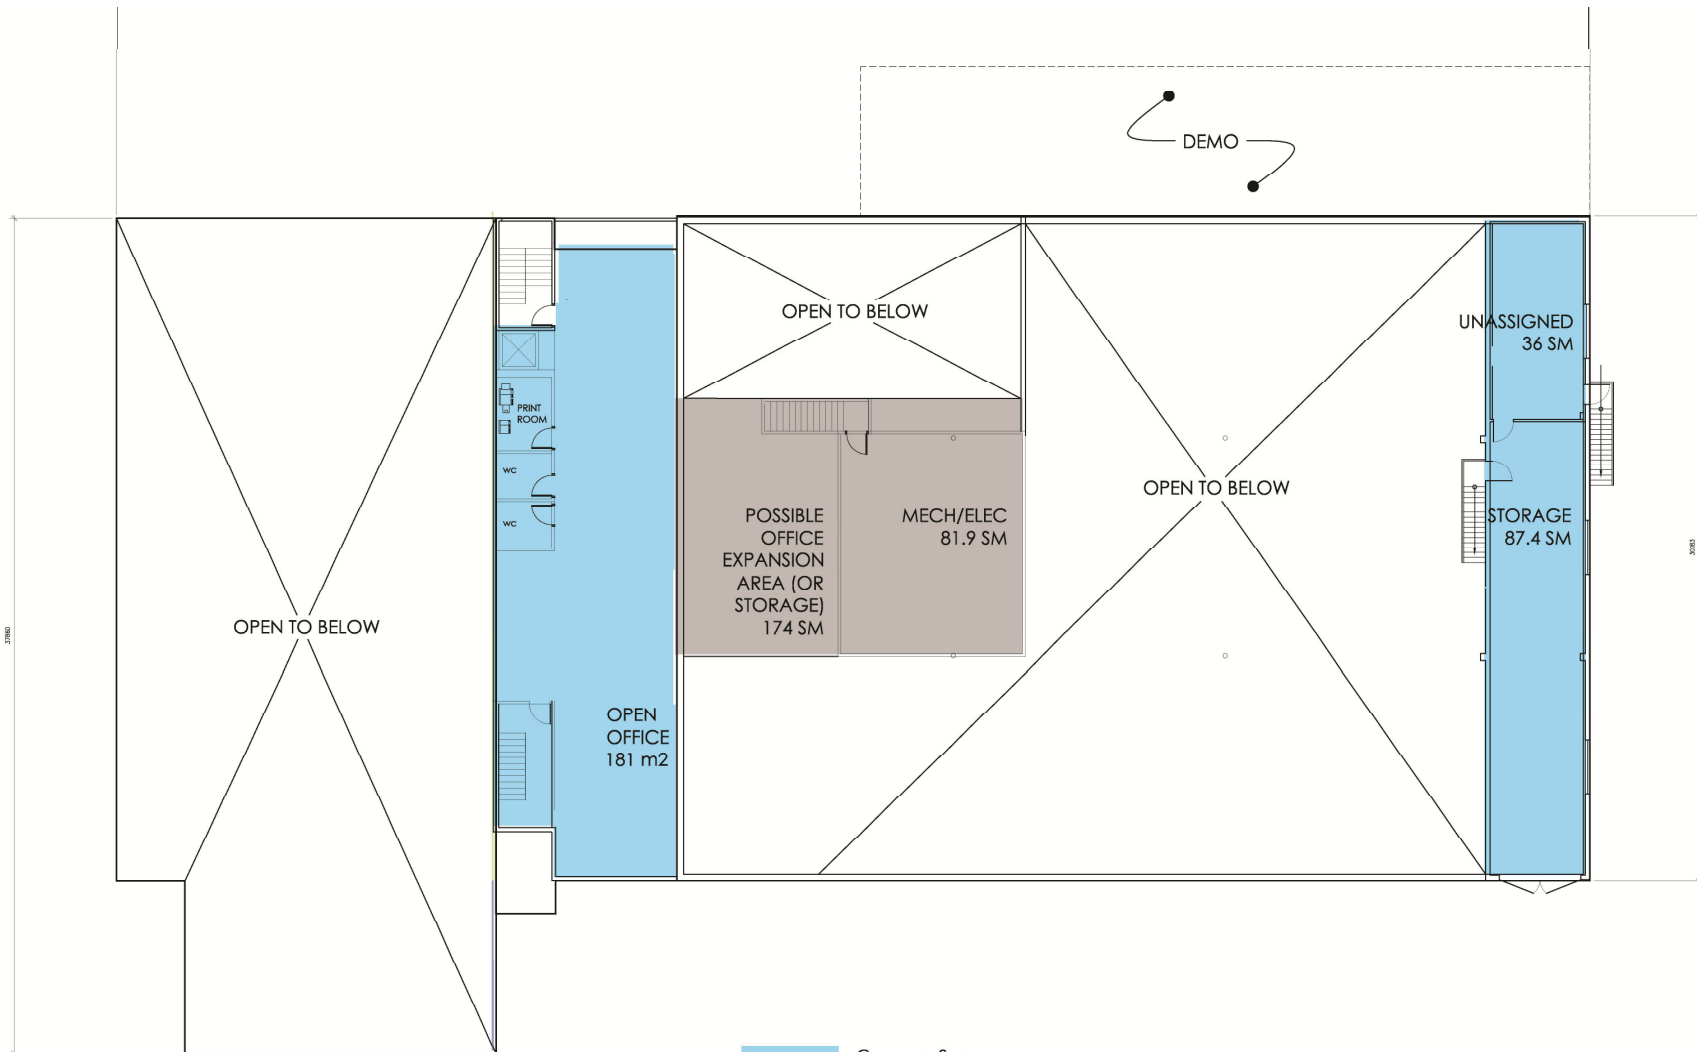 DEMO
OPEN TO BELOW
UNASSIGNED
36 SM
PRINT
ROOM
WC
WC
OPEN TO BELOW
POSSIBLE
OFFICE
EXPANSION
AREA (OR
STORAGE)
174 SM
MECH/ELEC
81.9 SM
STORAGE
87.4 SM
30183
OPEN TO BELOW
37860
OPEN
OFFICE
181 m2